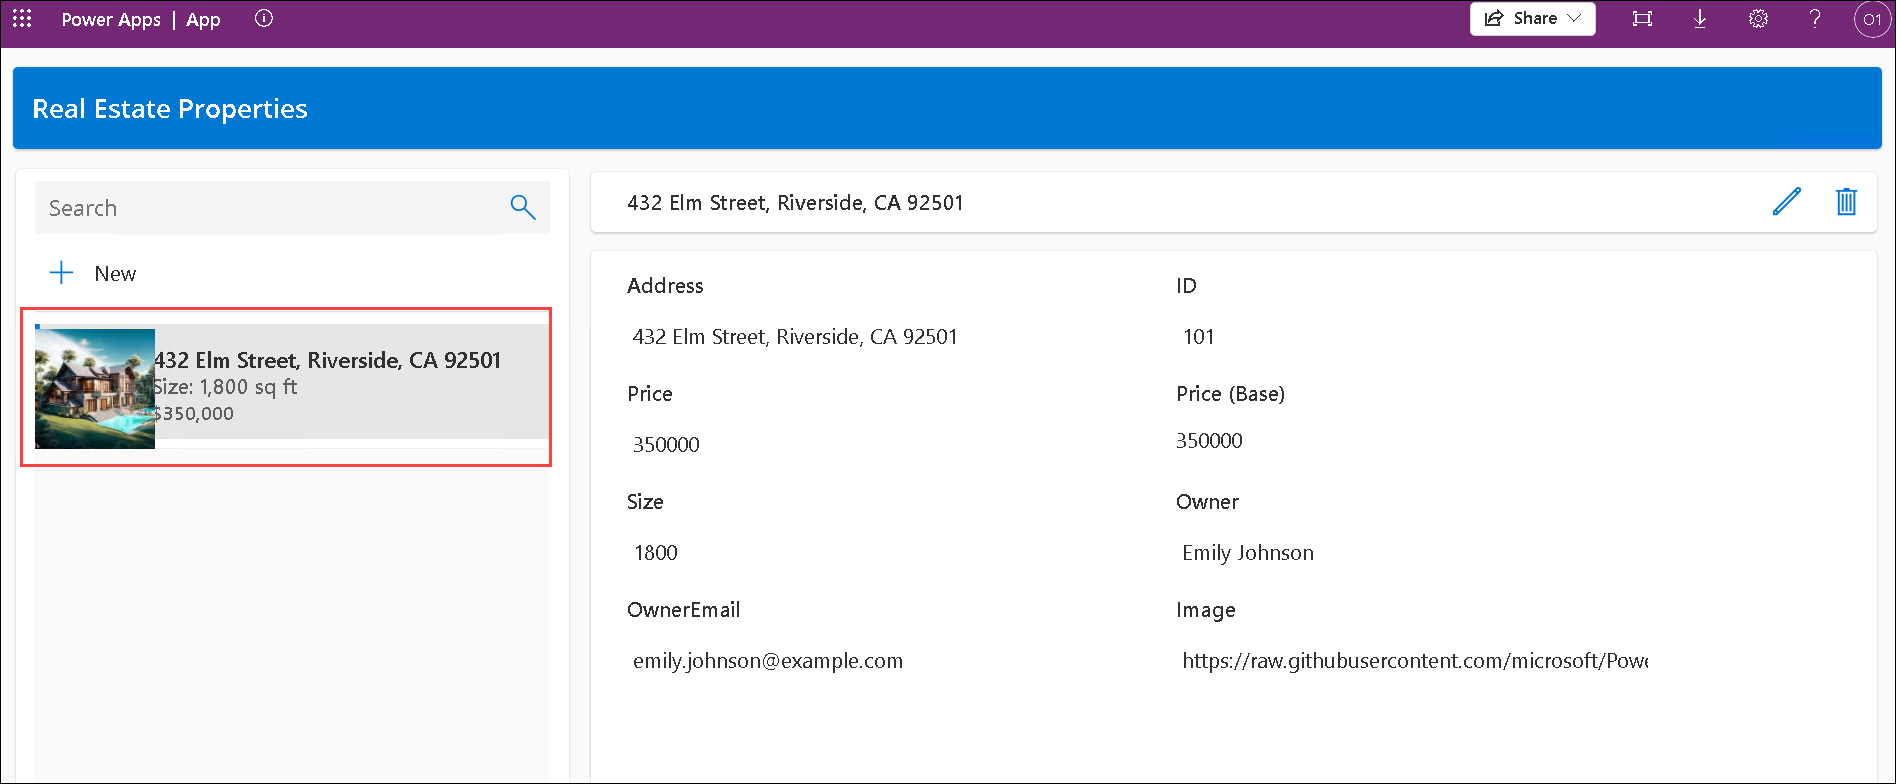 Power Apps | App
Share
? O1
Real Estate Properties
Search
New
432 Elm Street, Riverside, CA 92501
Size: 1,800 sq ft
$350,000
432 Elm Street, Riverside, CA 92501
Address
432 Elm Street, Riverside, CA 92501
ID
101
Price
350000
Price (Base)
350000
Size
1800
Owner
Emily Johnson
OwnerEmail
emily.johnson@example.com
Image
https://raw.githubusercontent.com/microsoft/Powe